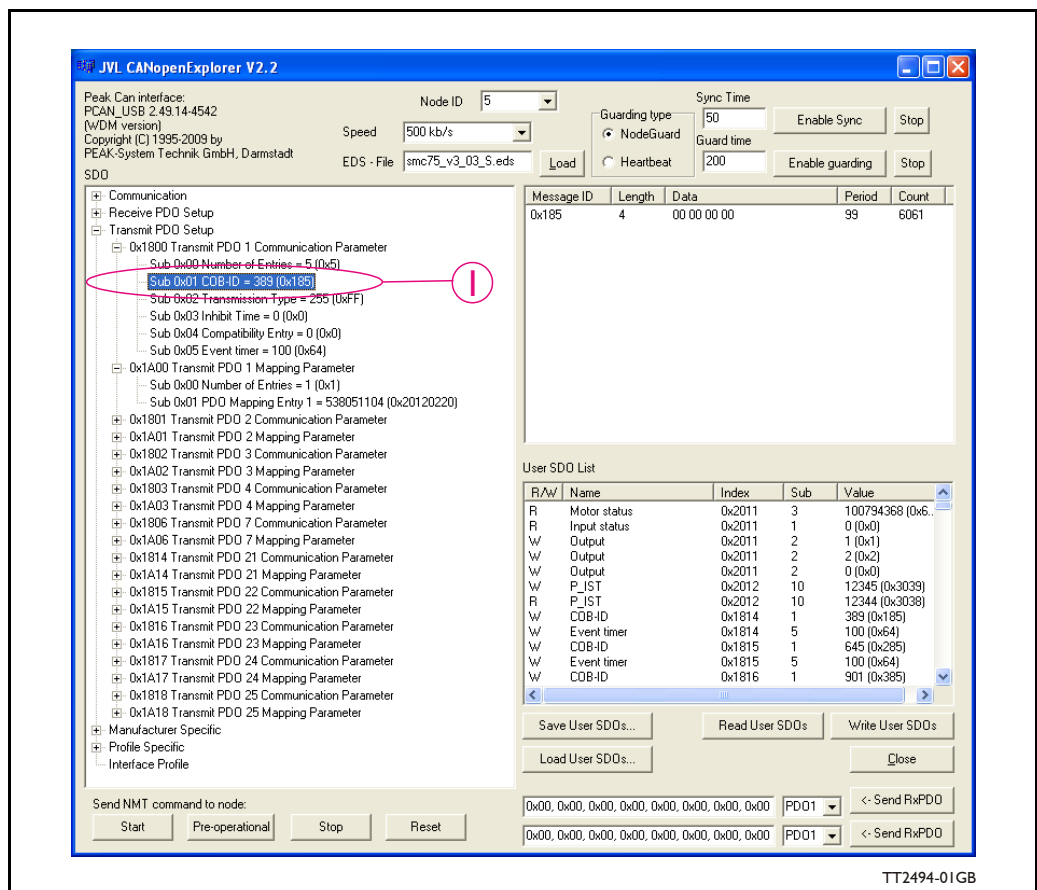 JVL CANopenExplorer V2.2
Peak Can interface:
PCAN_USB 2.49.14-4542
(WDM version)
Copyright (C) 1995-2009 by
PEAK-System Technik GmbH, Darmstadt
Node ID 5
Speed 500 kb/s
EDS - File smc75_v3_03_S.eds Load
Guarding type
NodeGuard
Heartbeat
Sync Time
50 Enable Sync Stop
Guard time
200 Enable guarding Stop
SDO
Communication
Receive PDO Setup
Transmit PDO Setup
0x1800 Transmit PDO 1 Communication Parameter
Sub 0x00 Number of Entries = 5 (0x5)
Sub 0x01 COB-ID = 389 (0x185)
I
Sub 0x02 Transmission Type = 255 (0xFF)
Sub 0x03 Inhibit Time = 0 (0x0)
Sub 0x04 Compatibility Entry = 0 (0x0)
Sub 0x05 Event timer = 100 (0x64)
0x1A00 Transmit PDO 1 Mapping Parameter
Sub 0x00 Number of Entries = 1 (0x1)
Sub 0x01 PDO Mapping Entry 1 = 538051104 (0x20120220)
0x1801 Transmit PDO 2 Communication Parameter
0x1A01 Transmit PDO 2 Mapping Parameter
0x1802 Transmit PDO 3 Communication Parameter
0x1A02 Transmit PDO 3 Mapping Parameter
0x1803 Transmit PDO 4 Communication Parameter
0x1A03 Transmit PDO 4 Mapping Parameter
0x1806 Transmit PDO 7 Communication Parameter
0x1A06 Transmit PDO 7 Mapping Parameter
0x1814 Transmit PDO 21 Communication Parameter
0x1A14 Transmit PDO 21 Mapping Parameter
0x1815 Transmit PDO 22 Communication Parameter
0x1A15 Transmit PDO 22 Mapping Parameter
0x1816 Transmit PDO 23 Communication Parameter
0x1A16 Transmit PDO 23 Mapping Parameter
0x1817 Transmit PDO 24 Communication Parameter
0x1A17 Transmit PDO 24 Mapping Parameter
0x1818 Transmit PDO 25 Communication Parameter
0x1A18 Transmit PDO 25 Mapping Parameter
Manufacturer Specific
Profile Specific
Interface Profile
Message ID Length Data Period Count
0x185 4 00 00 00 00 99 6061
User SDO List
R/W Name Index Sub Value
R Motor status 0x2011 3 100794368 (0x6..
R Input status 0x2011 1 0 (0x0)
W Output 0x2011 2 1 (0x1)
W Output 0x2011 2 2 (0x2)
W Output 0x2011 2 0 (0x0)
W P_IST 0x2012 10 12345 (0x3039)
R P_IST 0x2012 10 12344 (0x3038)
W COB-ID 0x1814 1 389 (0x185)
W Event timer 0x1814 5 100 (0x64)
W COB-ID 0x1815 1 645 (0x285)
W Event timer 0x1815 5 100 (0x64)
W COB-ID 0x1816 1 901 (0x385)
Save User SDOs... Read User SDOs Write User SDOs
Load User SDOs... Close
Send NMT command to node:
Start Pre-operational Stop Reset
0x00, 0x00, 0x00, 0x00, 0x00, 0x00, 0x00, 0x00 PDO1 <- Send RxPDO
0x00, 0x00, 0x00, 0x00, 0x00, 0x00, 0x00, 0x00 PDO1 <- Send RxPDO
TT2494-01GB